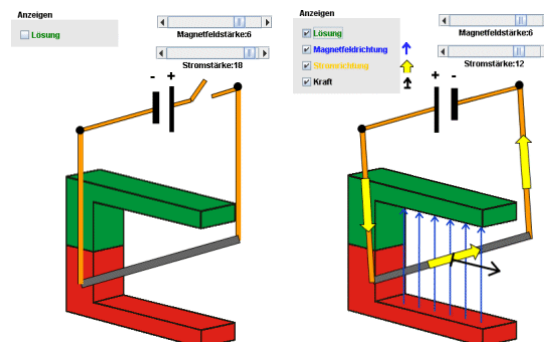 Anzeigen
Lösung
Magnetfeldstärke:6
Stromstärke:18
- +
Anzeigen
Lösung
Magnetfeldrichtung
Stromrichtung
Kraft
Magnetfeldstärke:6
Stromstärke:12
+ -